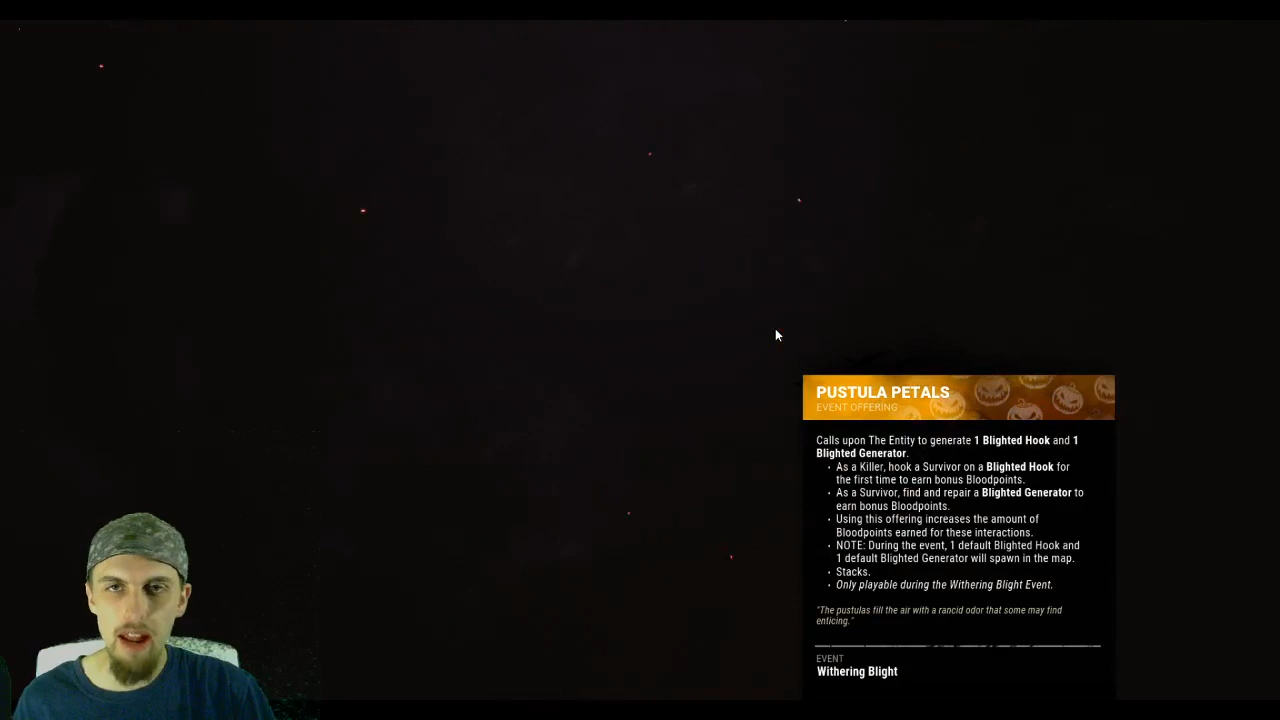 PUSTULA PETALS
EVENT OFFERING
Calls upon The Entity to generate 1 Blighted Hook and 1
Blighted Generator.
• As a Killer, hook a Survivor on a Blighted Hook for
the first time to earn bonus Bloodpoints.
• As a Survivor, find and repair a Blighted Generator to
earn bonus Bloodpoints.
• Using this offering increases the amount of
Bloodpoints earned for these interactions.
• NOTE: During the event, 1 default Blighted Hook and
1 default Blighted Generator will spawn in the map.
• Stacks.
• Only playable during the Withering Blight Event.
"The pustulas fill the air with a rancid odor that some may find
enticing."
EVENT
Withering Blight